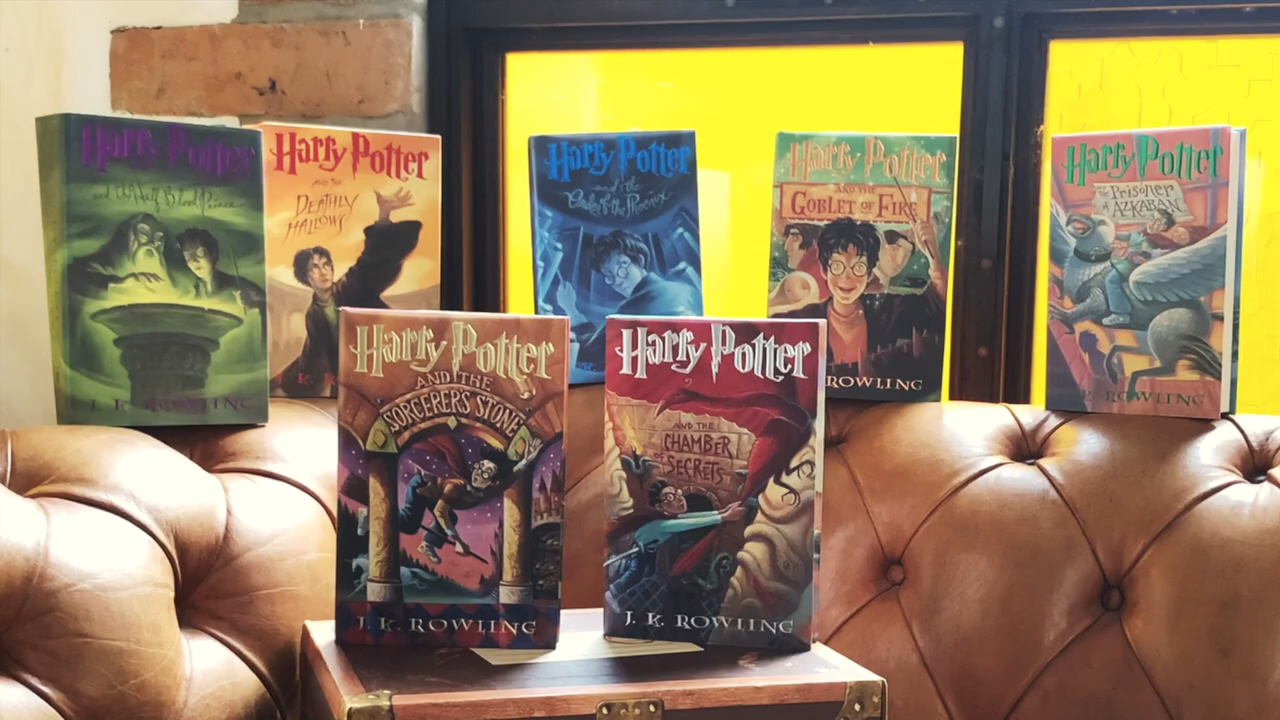 Harry Potter
and the Half Blood Prince
J. K. ROWLING
Harry Potter
AND THE
DEATHLY
HALLOWS
Harry Potter
and the
Order of the Phoenix
Harry Potter
AND THE
GOBLET OF FIRE
ROWLING
Harry Potter
AND THE
PRISONER
of AZKABAN
K. ROWLING
Harry Potter
AND THE
SORCERER'S STONE
J. K. ROWLING
Harry Potter
AND THE
CHAMBER
OF
SECRETS
J. K. ROWLING